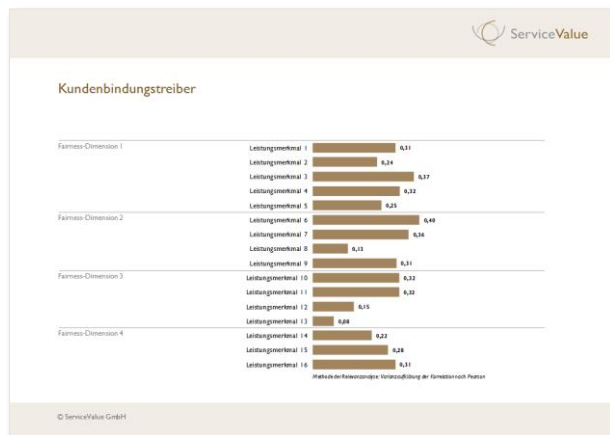 ServiceValue
Kundenbindungstreiber
Fairness-Dimension 1
Leistungsmerkmal 1 0,31
Leistungsmerkmal 2 0,24
Leistungsmerkmal 3 0,37
Leistungsmerkmal 4 0,32
Leistungsmerkmal 5 0,25
Fairness-Dimension 2
Leistungsmerkmal 6 0,40
Leistungsmerkmal 7 0,36
Leistungsmerkmal 8 0,13
Leistungsmerkmal 9 0,31
Fairness-Dimension 3
Leistungsmerkmal 10 0,32
Leistungsmerkmal 11 0,32
Leistungsmerkmal 12 0,15
Leistungsmerkmal 13 0,08
Fairness-Dimension 4
Leistungsmerkmal 14 0,22
Leistungsmerkmal 15 0,28
Leistungsmerkmal 16 0,31
Methode der Relevanzanalyse: Varianzaufklärung der Korrelation nach Pearson
© ServiceValue GmbH